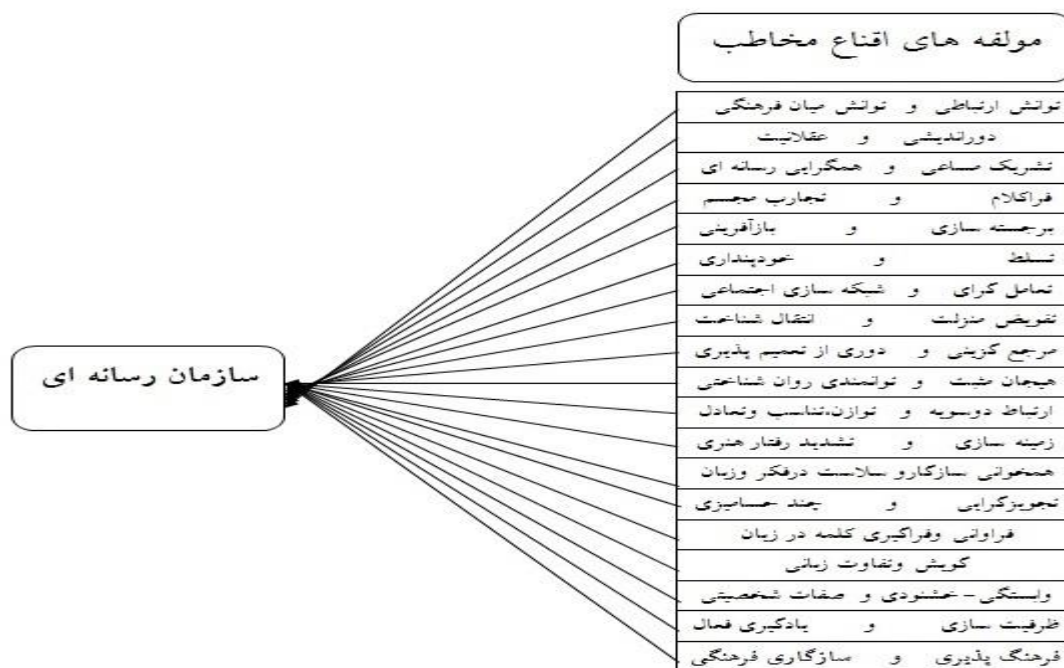 مولفه های اقناع مخاطب
توانش ارتباطی و توانش میان فرهنگی
دوراندیشی و عقلانیت
تشریک مساعی و همگرایی رسانه ای
فراکلام و تجارب مجسم
برجسته سازی و بازآفرینی
تسلط و خودپنداری
تعامل گرای و شبکه سازی اجتماعی
تفویض منزلت و انتقال شناخت
مرجع گزینی و دوری از تعمیم پذیری
هیجان مثبت و توانمندی روان شناختی
ارتباط دوسویه و توازن،تناسب وتعادل
زمینه سازی و تشدید رفتار هنری
همخوانی سازگارو سلاست درفکر وزبان
تجویزگرایی و چند حسامیزی
فراوانی وفراگیری کلمه در زبان
گویش وتفاوت زبانی
وابستگی - خشنودی و صفات شخصیتی
ظرفیت سازی و یادگیری فعال
فرهنگ پذیری و سازگاری فرهنگی
سازمان رسانه ای